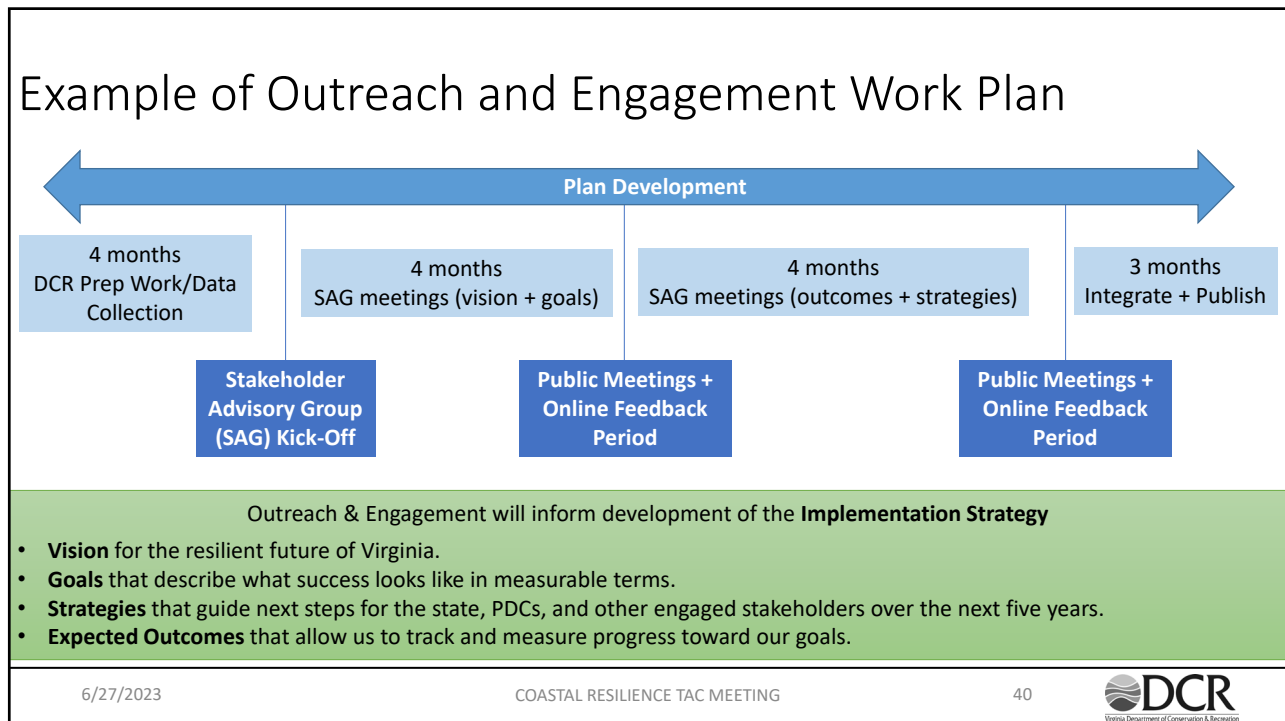 Example of Outreach and Engagement Work Plan
Plan Development
4 months
DCR Prep Work/Data
Collection
4 months
SAG meetings (vision + goals)
4 months
SAG meetings (outcomes + strategies)
3 months
Integrate + Publish
Stakeholder
Advisory Group
(SAG) Kick-Off
Public Meetings +
Online Feedback
Period
Public Meetings +
Online Feedback
Period
Outreach & Engagement will inform development of the Implementation Strategy
• Vision for the resilient future of Virginia.
• Goals that describe what success looks like in measurable terms.
• Strategies that guide next steps for the state, PDCs, and other engaged stakeholders over the next five years.
• Expected Outcomes that allow us to track and measure progress toward our goals.
6/27/2023
COASTAL RESILIENCE TAC MEETING
40
DCR
Virginia Department of Conservation & Recreation